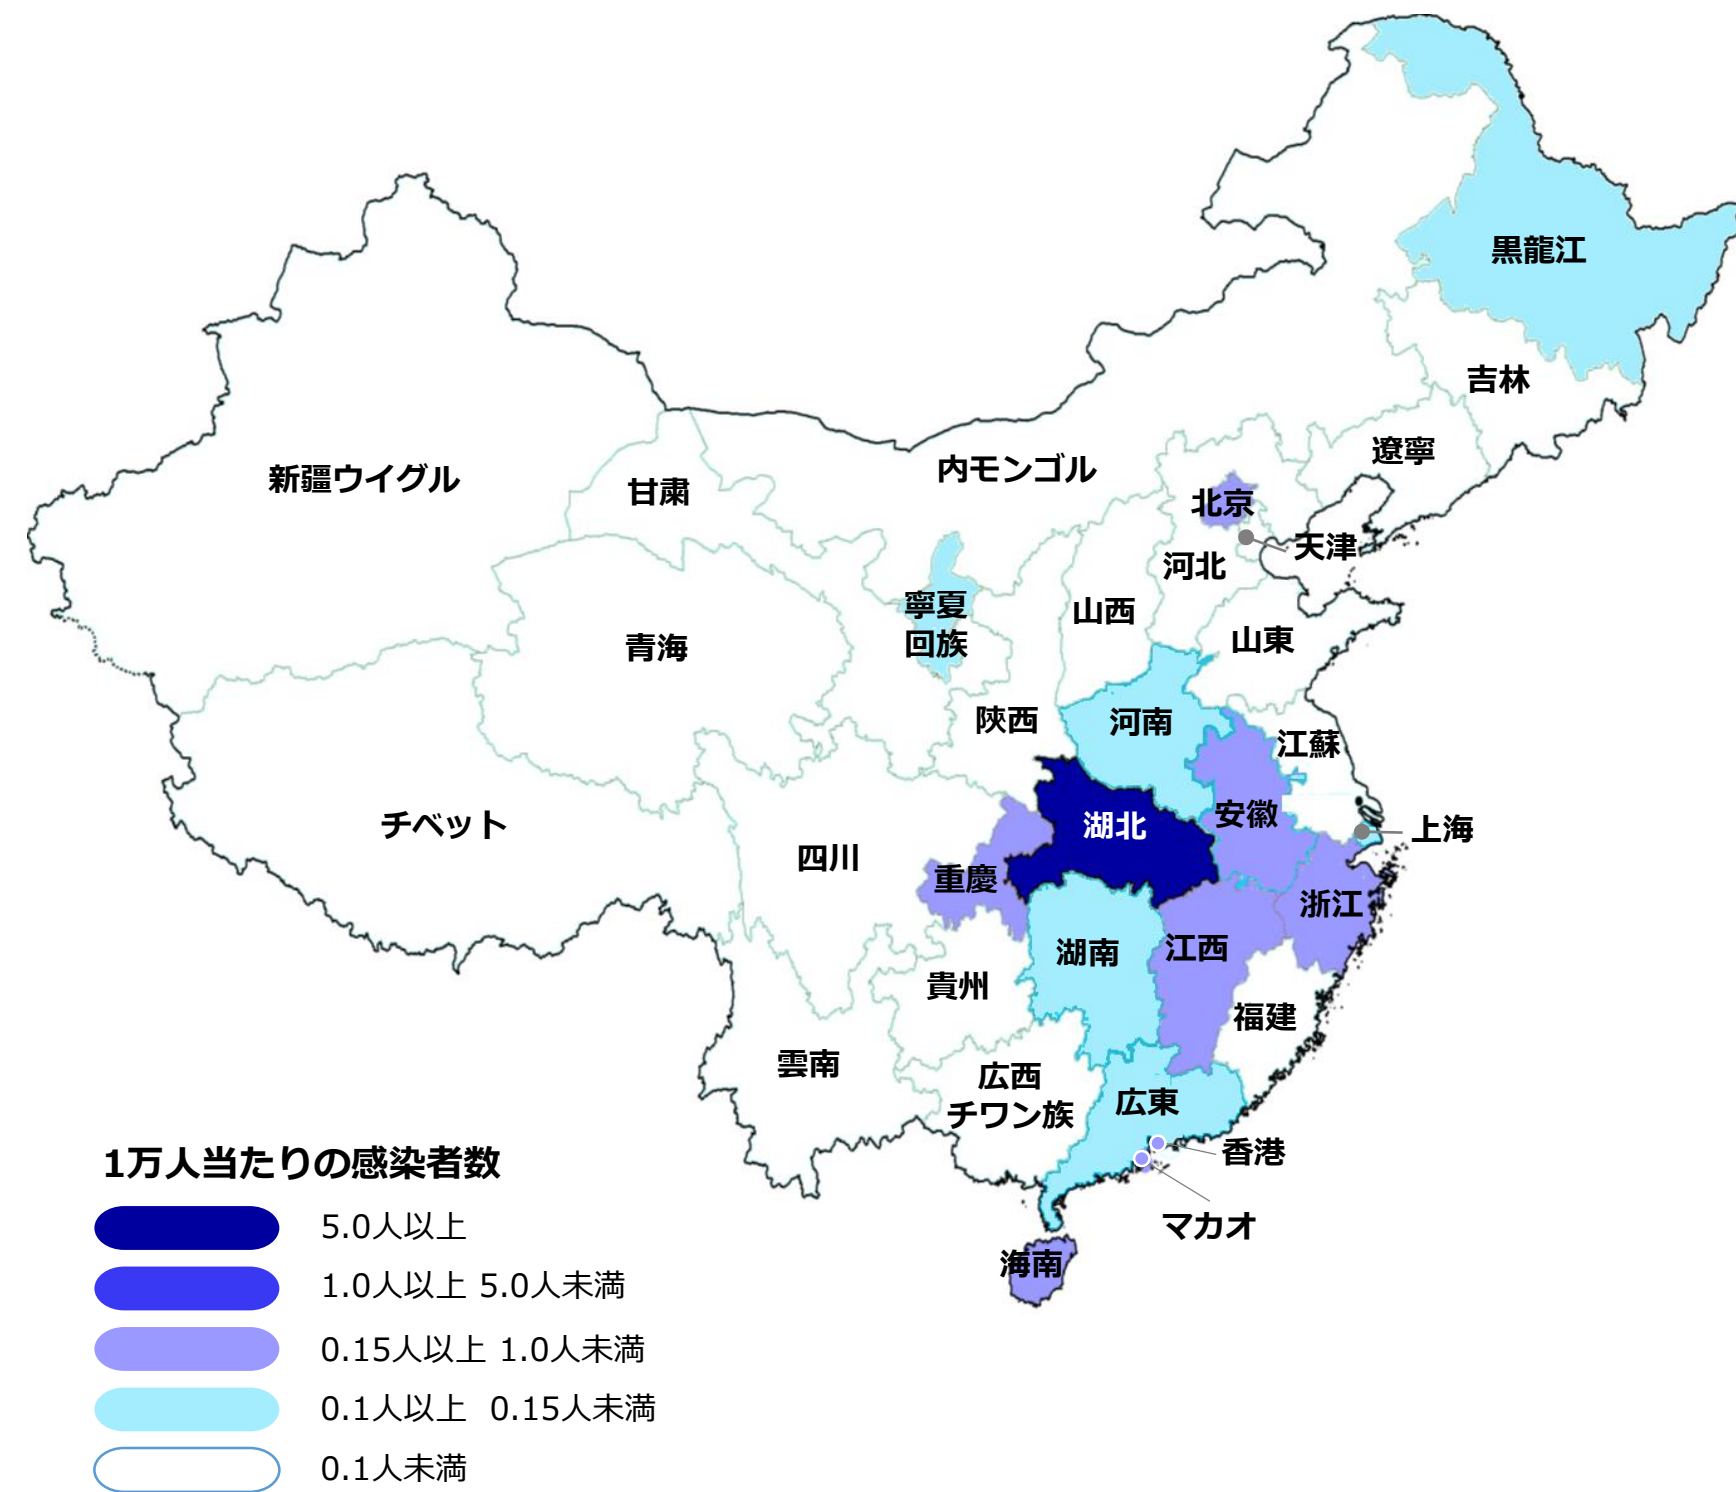 黒龍江
吉林
遼寧
内モンゴル
新疆ウイグル
甘粛
北京
天津
河北
寧夏
回族
山西
山東
青海
陝西
河南
江蘇
安徽
湖北
上海
チベット
四川
重慶
浙江
湖南
江西
貴州
福建
雲南
広西
チワン族
広東
香港
マカオ
海南
1万人当たりの感染者数
5.0人以上
1.0人以上 5.0人未満
0.15人以上 1.0人未満
0.1人以上 0.15人未満
0.1人未満